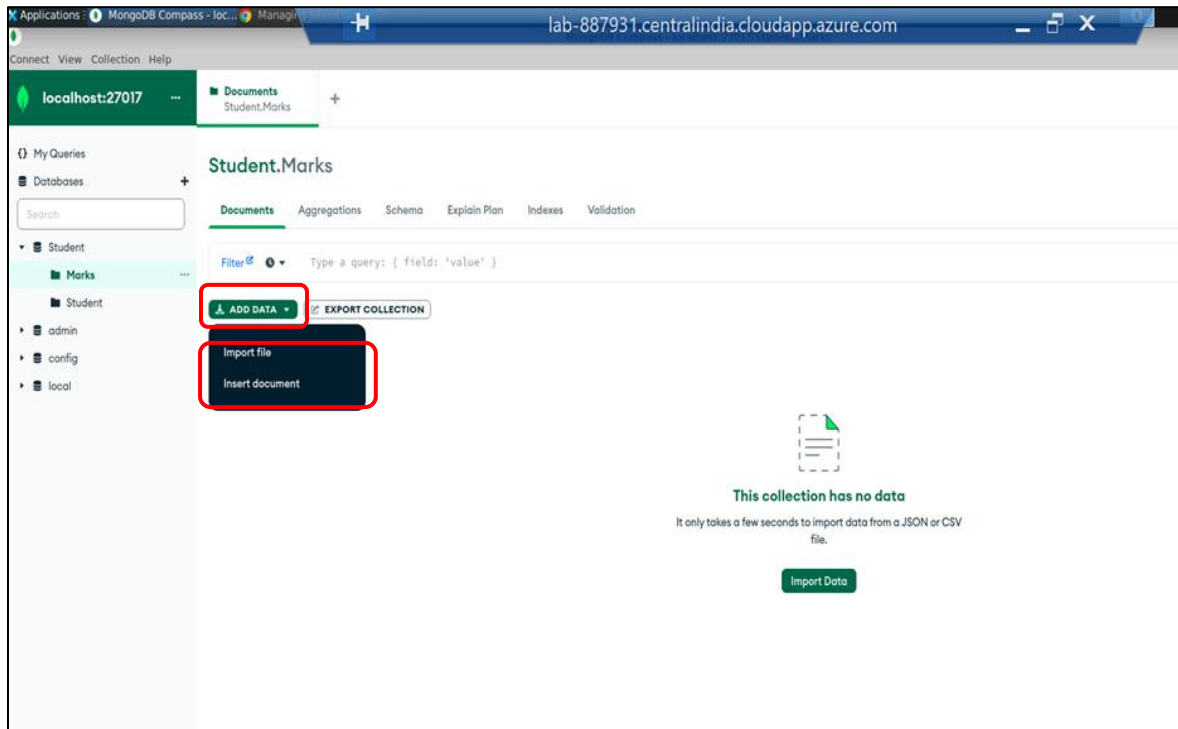 Applications : MongoDB Compass - loc... Managin
lab-887931.centralindia.cloudapp.azure.com
Connect View Collection Help
localhost:27017 ...
Documents
Student.Marks
+
{} My Queries
Databases +
Search
Student
Marks ...
Student
admin
config
local
Student.Marks
Documents Aggregations Schema Explain Plan Indexes Validation
Filter Type a query: { field: 'value' }
ADD DATA EXPORT COLLECTION
Import file
Insert document
This collection has no data
It only takes a few seconds to import data from a JSON or CSV
file.
Import Data